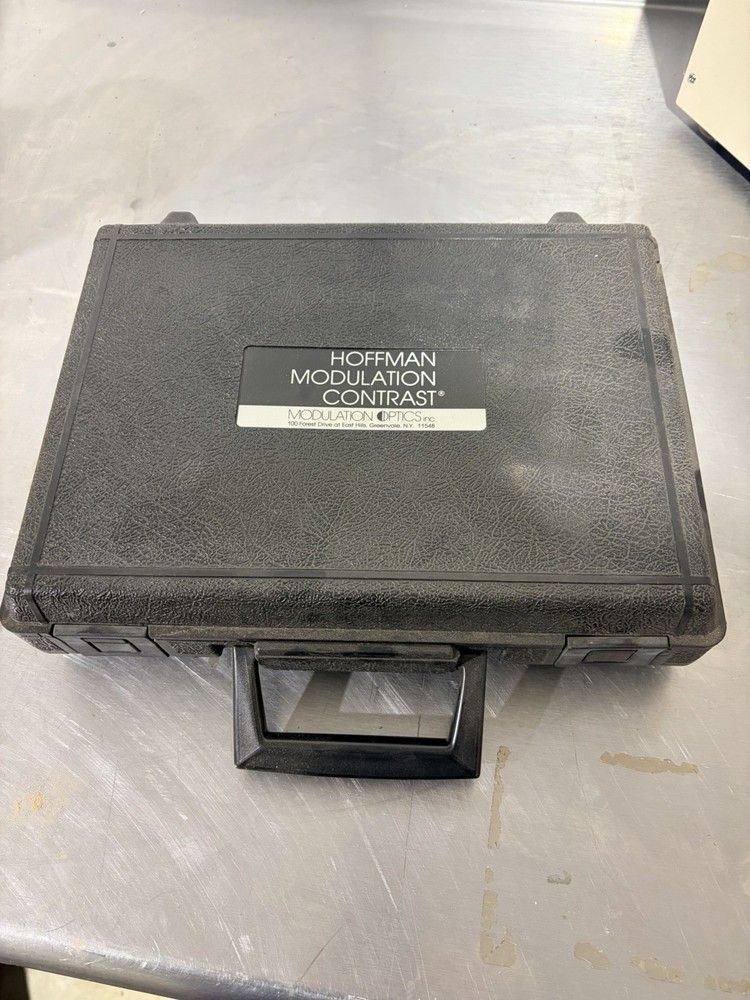 HOFFMAN
MODULATION
CONTRAST®
MODULATION OPTICS inc.
100 Forest Drive at East Hills, Greenvale, N.Y. 11548